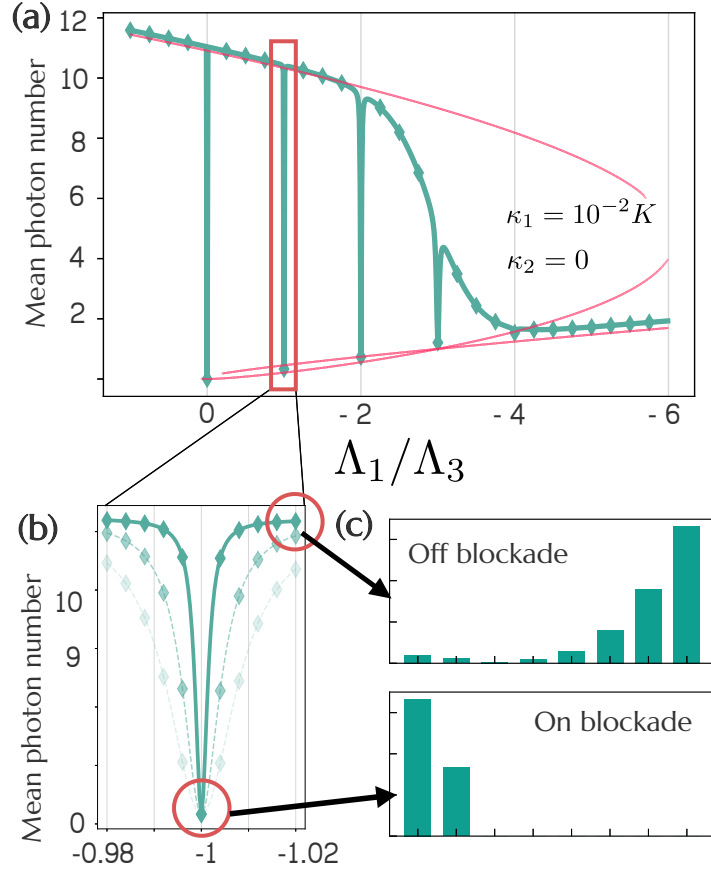 (a)
Mean photon number
12
10
8
6
4
2
κ₁ = 10⁻²K
κ₂ = 0
0
- 2
- 4
- 6
Λ₁/Λ₃
(b)
Mean photon number
10
9
0
-0.98
-1
-1.02
(c)
Off blockade
On blockade